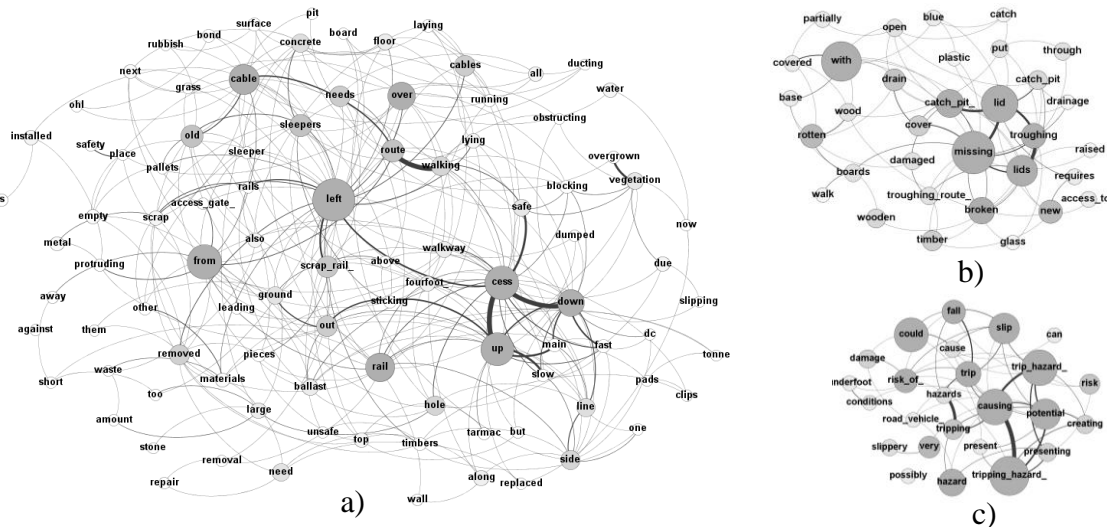 pit
surface
board
laying
bond
rubbish
concrete
floor
next
cable
cables
all
ducting
grass
needs
over
running
water
ohl
obstructing
installed
old
sleepers
safety
place
route
lying
overgrown
pallets
sleeper
walking
vegetation
s
rails
left
blocking
empty
scrap
access_gate_
safe
now
metal
also
walkway
dumped
protruding
from
scrap_rail_
above
due
away
ground
fourfoot_
cess
other
leading
sticking
down
slipping
against
them
out
dc
removed
pieces
up
main
fast
tonne
short
waste
materials
rail
slow
too
ballast
pads
clips
amount
large
hole
line
unsafe
one
stone
top
timbers
tarmac
but
removal
side
repair
need
along
replaced
wall
a)
partially
blue
catch
open
covered
with
plastic
put
through
drain
catch_pit
base
wood
catch_pit_
lid
drainage
rotten
cover
troughing
missing
damaged
raised
boards
lids
requires
walk
troughing_route_
access_to
wooden
broken
new
timber
glass
b)
fall
could
slip
can
cause
damage
trip
trip_hazard_
underfoot
risk_of_
risk
conditions
hazards
causing
potential
road_vehicle_
tripping
creating
slippery
very
present
presenting
possibly
hazard
tripping_hazard_
c)